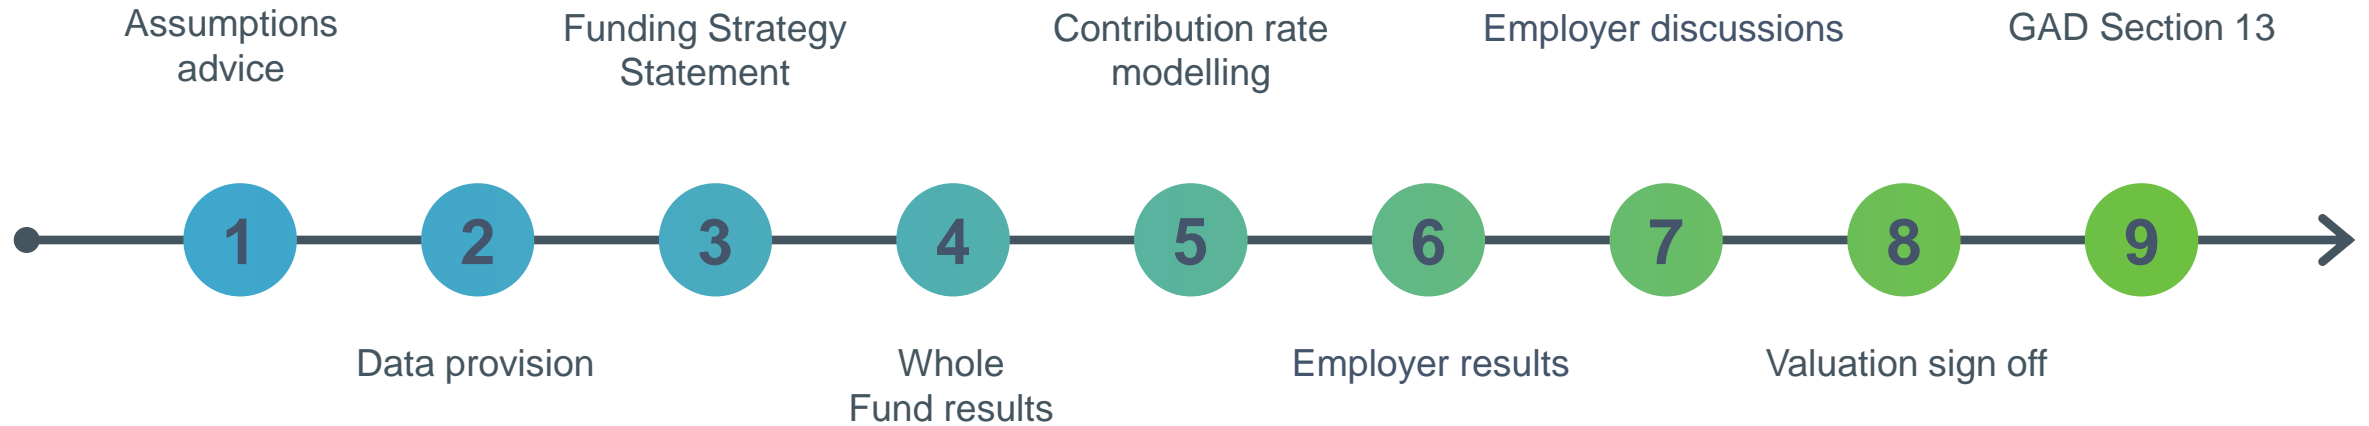 Assumptions
advice
Funding Strategy
Statement
Contribution rate
modelling
Employer discussions
GAD Section 13
1
2
3
4
5
6
7
8
9
Data provision
Whole
Fund results
Employer results
Valuation sign off